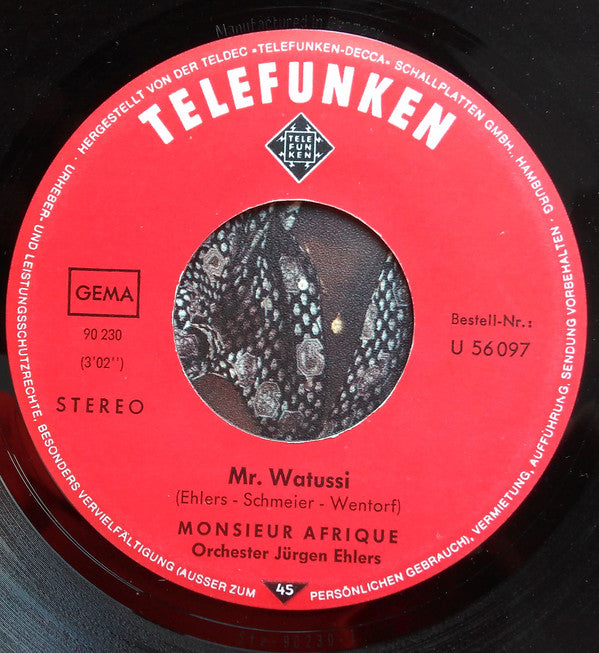 Manufactured in Germany
URHEBER- UND LEISTUNGSSCHUTZRECHTE, BESONDERS VERVIELFÄLTIGUNG (AUSSER ZUM PERSÖNLICHEN GEBRAUCH), VERMIETUNG, AUFFÜHRUNG, SENDUNG VORBEHALTEN · HERGESTELLT VON DER TELDEC »TELEFUNKEN-DECCA« SCHALLPLATTEN GMBH., HAMBURG ·
TELEFUNKEN
TELE
FUN
KEN
GEMA
90 230
(3'02")
STEREO
Bestell-Nr.:
U 56097
Mr. Watussi
(Ehlers - Schmeier - Wentorf)
MONSIEUR AFRIQUE
Orchester Jürgen Ehlers
45